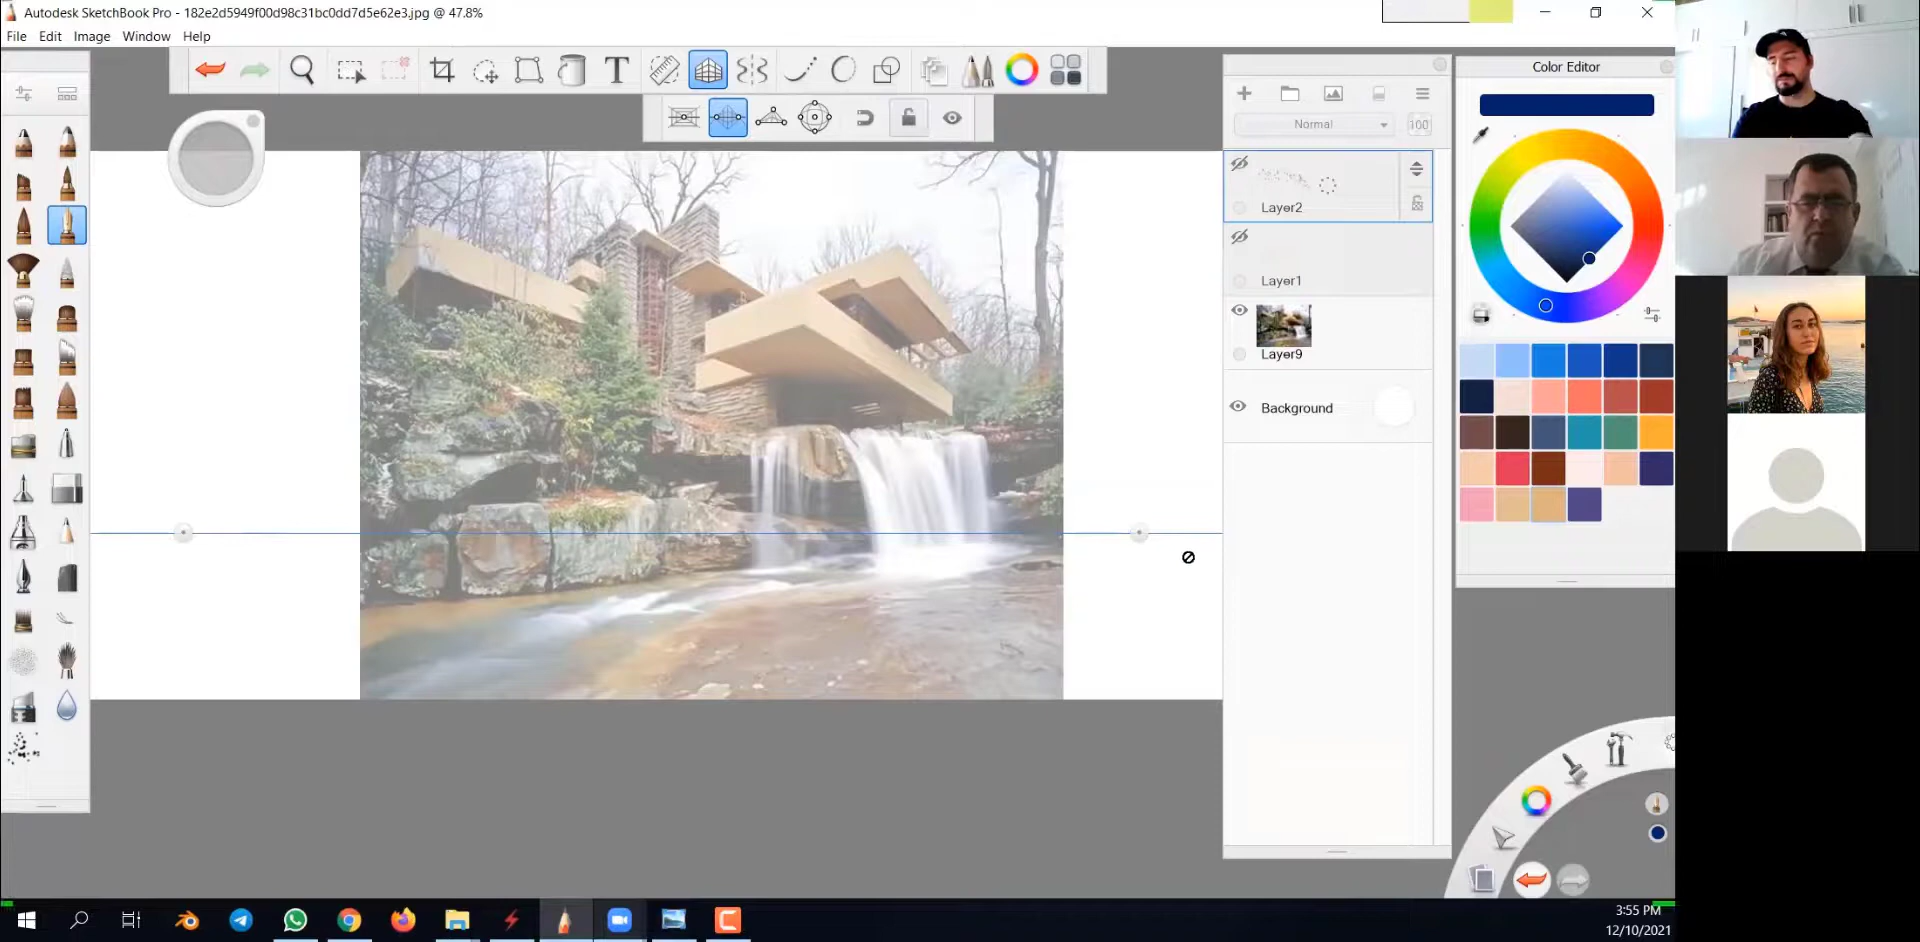 Autodesk SketchBook Pro - 182e2d5949f00d98c31bc0dd7d5e62e3.jpg @ 47.8%
File Edit Image Window Help
T
Color Editor
Normal 100
Layer2
Layer1
Layer9
Background
3:55 PM
12/10/2021